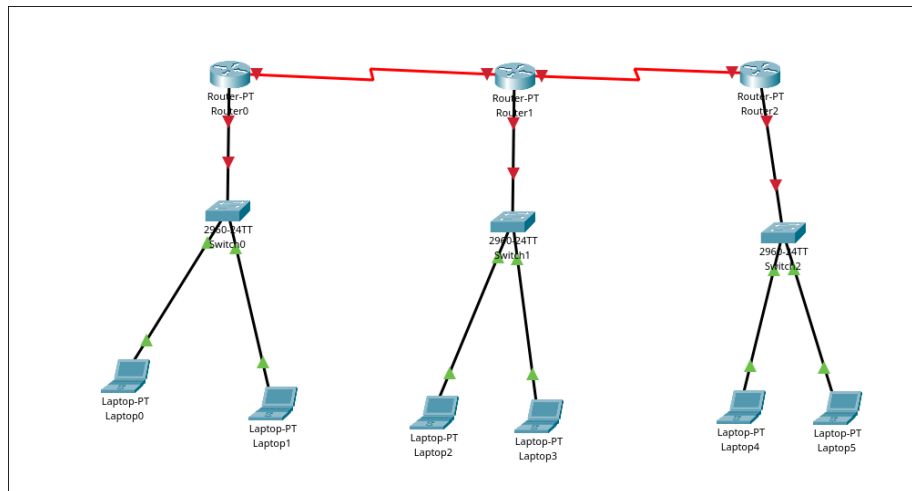 Router-PT
Router0
Router-PT
Router1
Router-PT
Router2
2960-24TT
Switch0
2960-24TT
Switch1
2960-24TT
Switch2
Laptop-PT
Laptop0
Laptop-PT
Laptop1
Laptop-PT
Laptop2
Laptop-PT
Laptop3
Laptop-PT
Laptop4
Laptop-PT
Laptop5